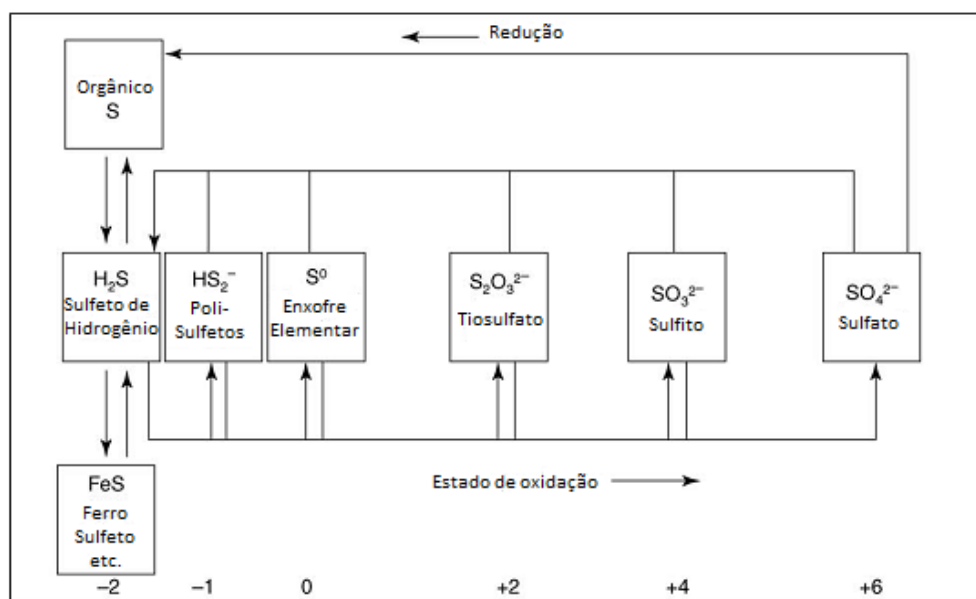 Redução
Orgânico
S
H₂S
Sulfeto de
Hidrogênio
HS₂⁻
Poli-
Sulfetos
S⁰
Enxofre
Elementar
S₂O₃²⁻
Tiosulfato
SO₃²⁻
Sulfito
SO₄²⁻
Sulfato
FeS
Ferro
Sulfeto
etc.
Estado de oxidação
−2 −1 0 +2 +4 +6